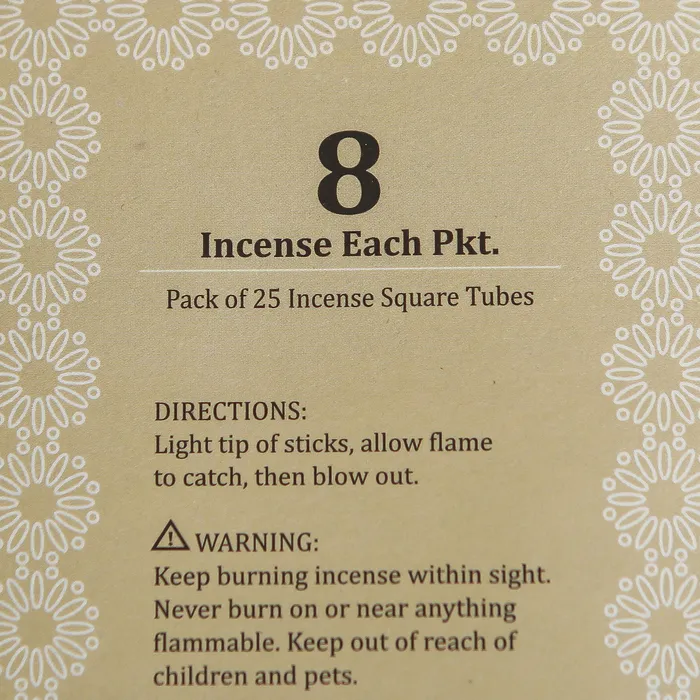 8
Incense Each Pkt.
Pack of 25 Incense Square Tubes
DIRECTIONS:
Light tip of sticks, allow flame
to catch, then blow out.
WARNING:
Keep burning incense within sight.
Never burn on or near anything
flammable. Keep out of reach of
children and pets.